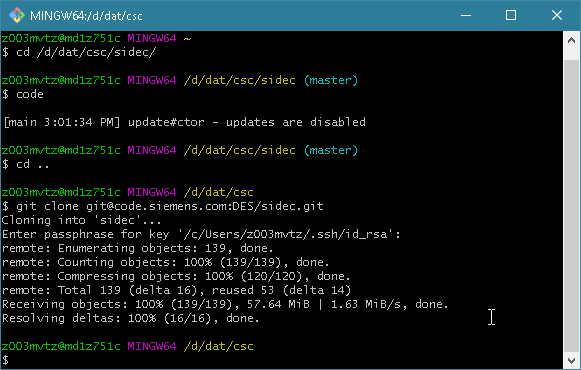 MINGW64:/d/dat/csc
z003mvtz@md1z751c MINGW64 ~
$ cd /d/dat/csc/sidec/
z003mvtz@md1z751c MINGW64 /d/dat/csc/sidec (master)
$ code
[main 3:01:34 PM] update#ctor - updates are disabled
z003mvtz@md1z751c MINGW64 /d/dat/csc/sidec (master)
$ cd ..
z003mvtz@md1z751c MINGW64 /d/dat/csc
$ git clone git@code.siemens.com:DES/sidec.git
Cloning into 'sidec'...
Enter passphrase for key '/c/Users/z003mvtz/.ssh/id_rsa':
remote: Enumerating objects: 139, done.
remote: Counting objects: 100% (139/139), done.
remote: Compressing objects: 100% (120/120), done.
remote: Total 139 (delta 16), reused 53 (delta 14)
Receiving objects: 100% (139/139), 57.64 MiB | 1.63 MiB/s, done.
Resolving deltas: 100% (16/16), done.
z003mvtz@md1z751c MINGW64 /d/dat/csc
$